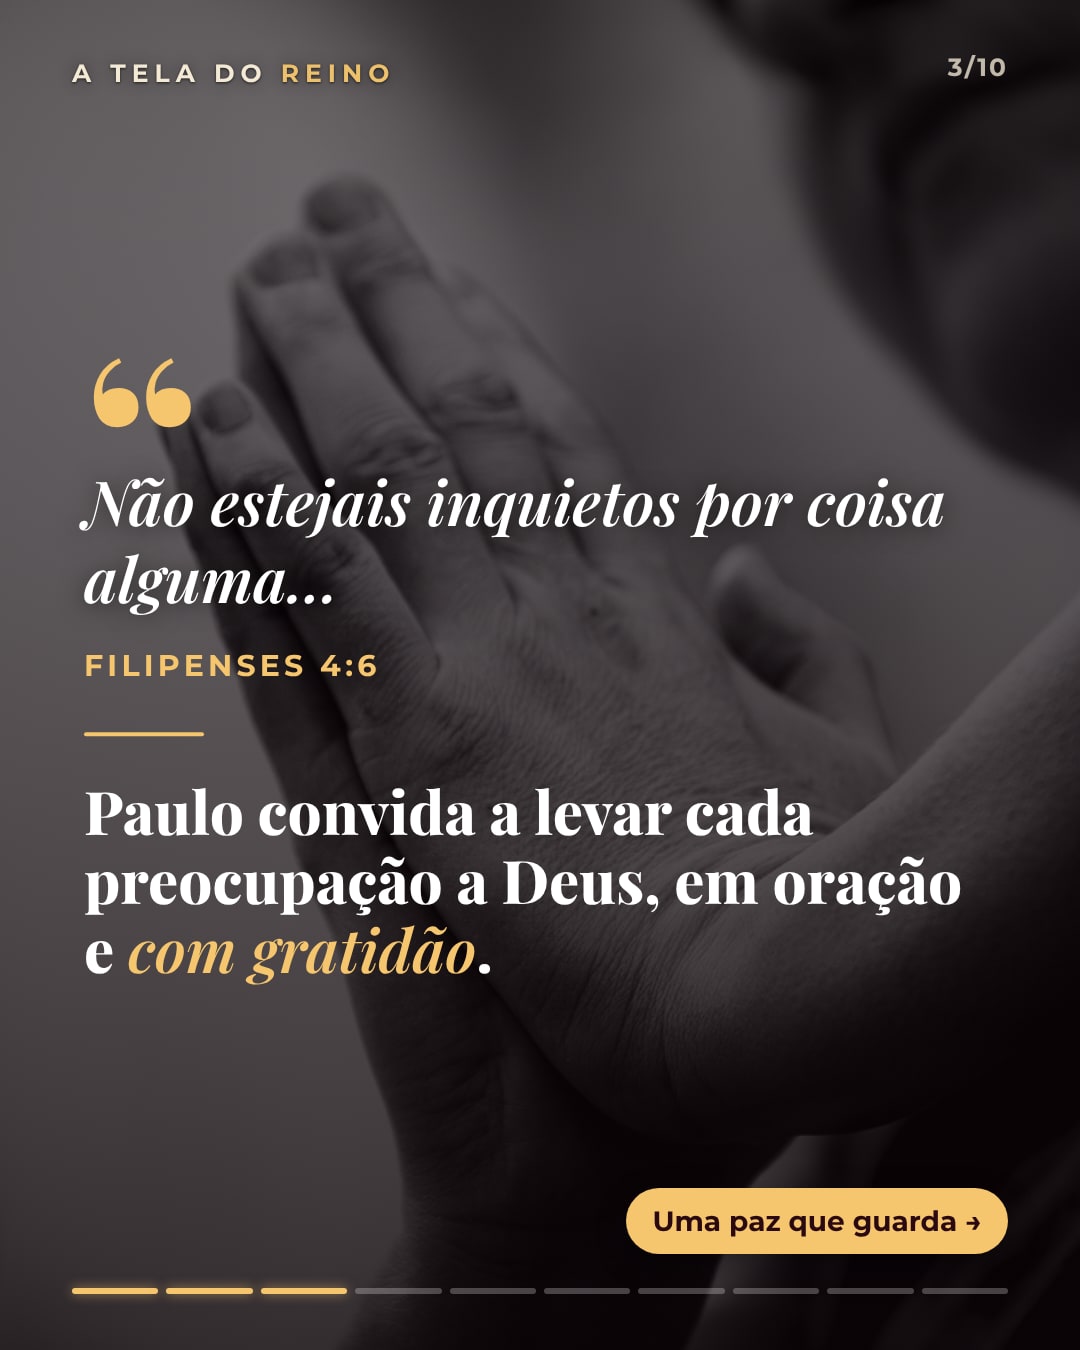 A TELA DO REINO
3/10
“
Não estejais inquietos por coisa
alguma...
FILIPENSES 4:6
Paulo convida a levar cada
preocupação a Deus, em oração
e com gratidão.
Uma paz que guarda →